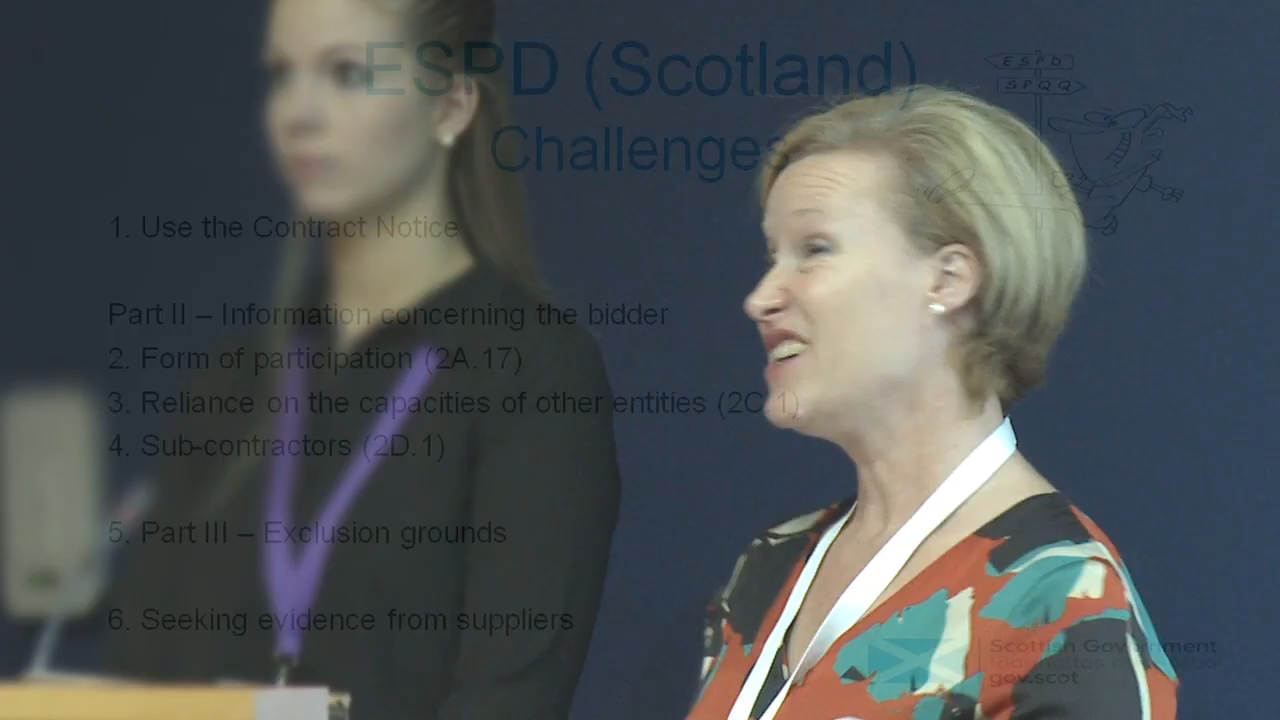 ESPD (Scotland)
Challenges
ESPD
SPQQ
1. Use the Contract Notice
Part II – Information concerning the bidder
2. Form of participation (2A.17)
3. Reliance on the capacities of other entities (2C.1)
4. Sub-contractors (2D.1)
5. Part III – Exclusion grounds
6. Seeking evidence from suppliers
Scottish Government
gov.scot